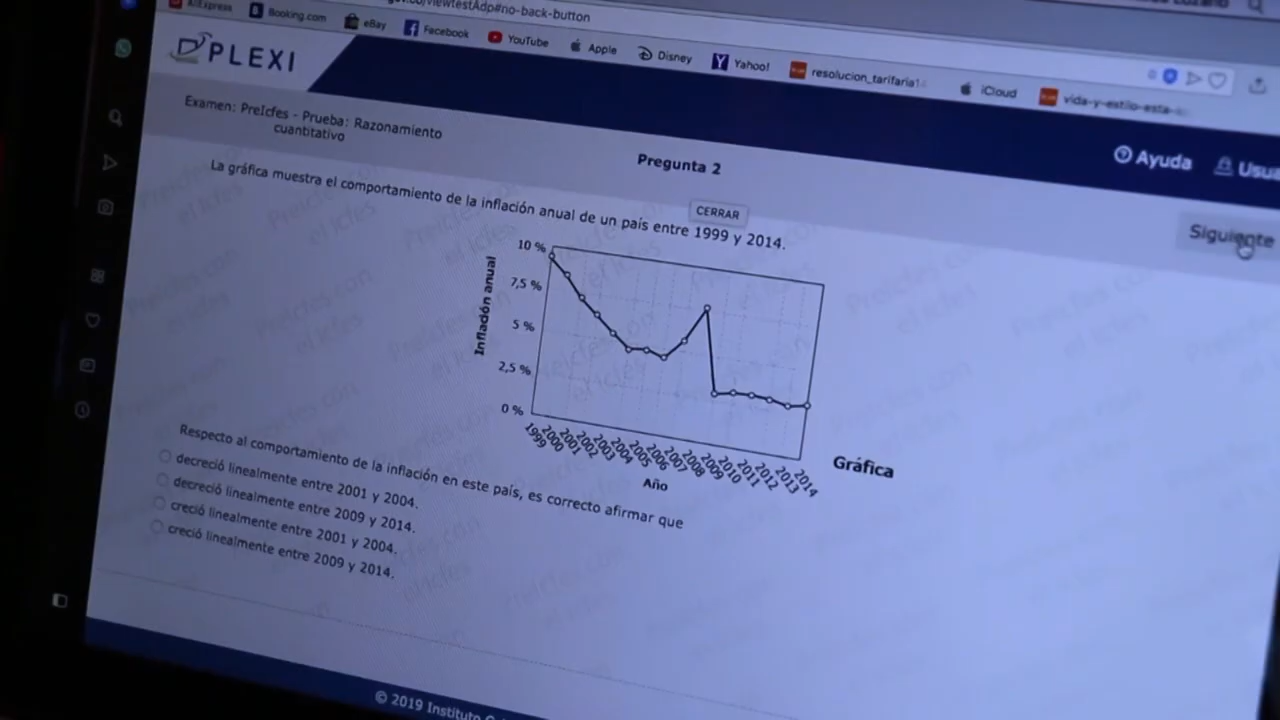 AliExpress
Booking.com
eBay
Facebook
YouTube
Apple
Disney
Yahoo!
resolucion_tarifaria1
iCloud
vida-y-estilo-esta-
PLEXI
Ayuda
Examen: PreIcfes - Prueba: Razonamiento
cuantitativo
Pregunta 2
Siguiente
CERRAR
La gráfica muestra el comportamiento de la inflación anual de un país entre 1999 y 2014.
Inflación anual
10 %
7,5 %
5 %
2,5 %
0 %
1999
2000
2001
2002
2003
2004
2005
2006
2007
2008
2009
2010
2011
2012
2013
2014
Año
Gráfica
Respecto al comportamiento de la inflación en este país, es correcto afirmar que
decreció linealmente entre 2001 y 2004.
decreció linealmente entre 2009 y 2014.
creció linealmente entre 2001 y 2004.
creció linealmente entre 2009 y 2014.
© 2019 Instituto